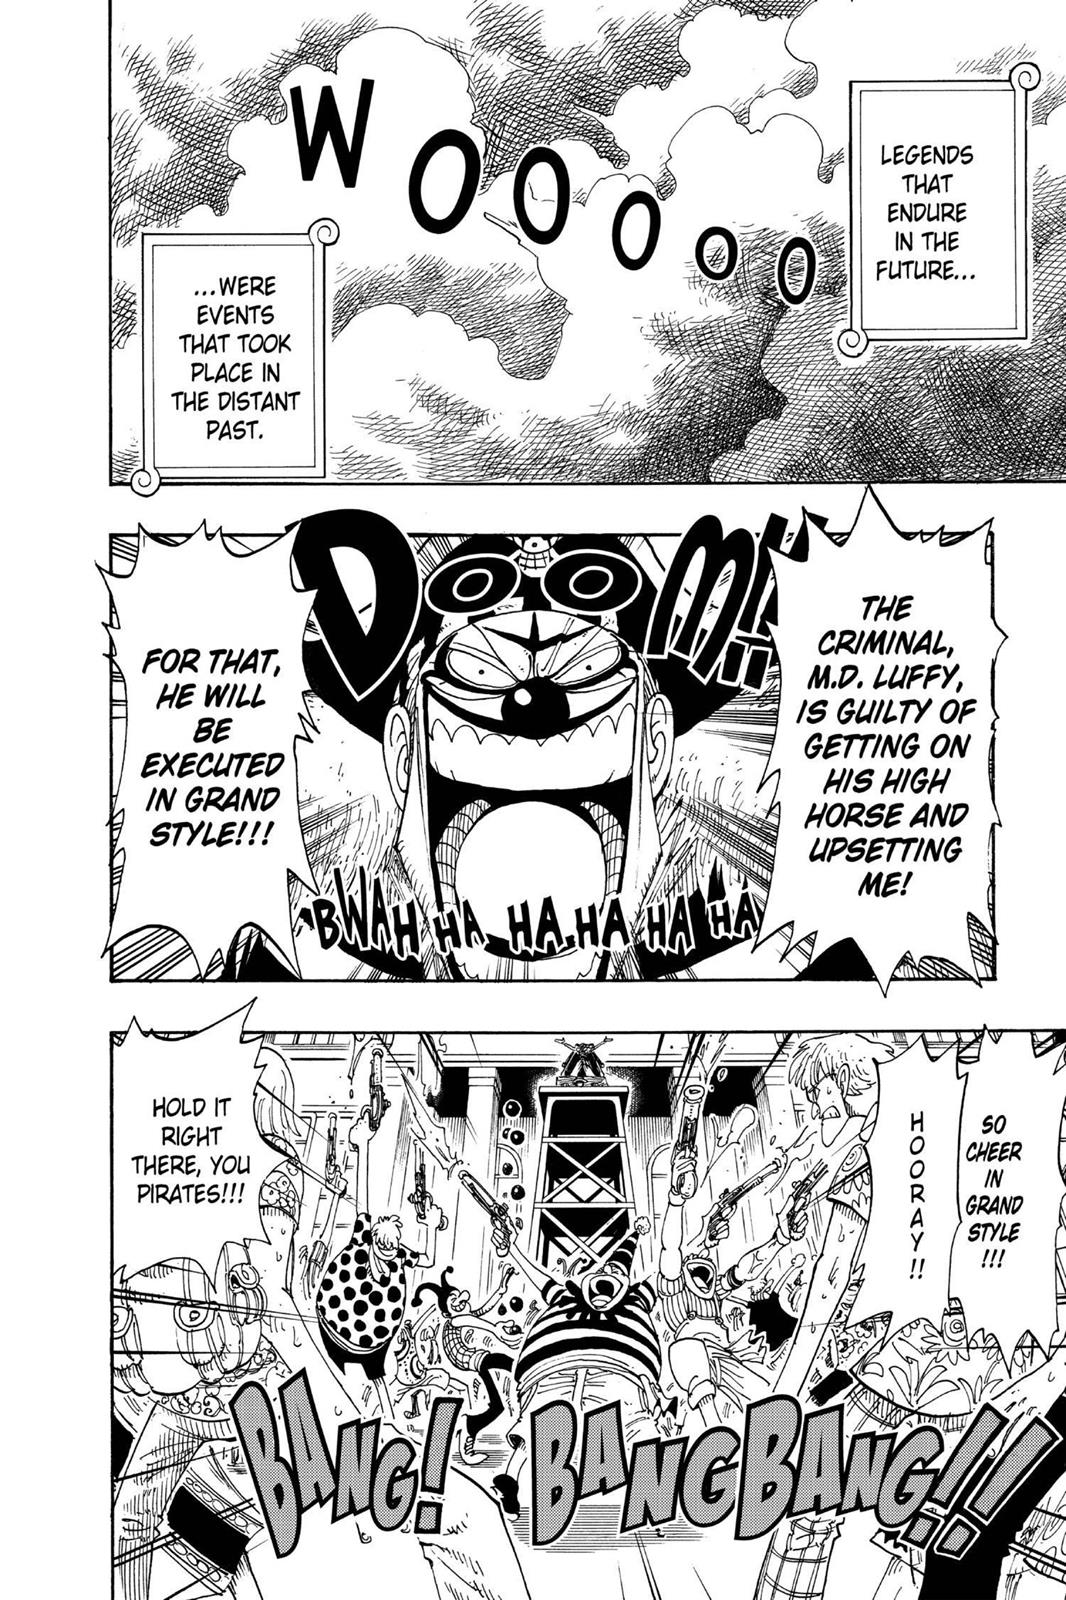 WOOOOO
LEGENDS
THAT
ENDURE
IN THE
FUTURE...
...WERE
EVENTS
THAT TOOK
PLACE IN
THE DISTANT
PAST.
DOOM!!
THE
CRIMINAL,
M.D. LUFFY,
IS GUILTY OF
GETTING ON
HIS HIGH
HORSE AND
UPSETTING
ME!
FOR THAT,
HE WILL
BE
EXECUTED
IN GRAND
STYLE!!!
BWAH HA HA HA HA HA
SO
CHEER
IN
GRAND
STYLE
!!!
HOORAY!!
HOLD IT
RIGHT
THERE, YOU
PIRATES!!!
BANG!
BANGBANG!!